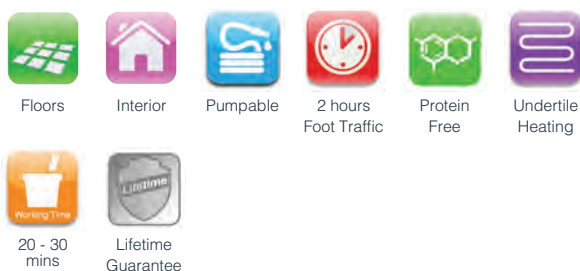 Floors
Interior
Pumpable
2 hours
Foot Traffic
Protein
Free
Undertile
Heating
Working Time
20 - 30
mins
Lifetime
Lifetime
Guarantee